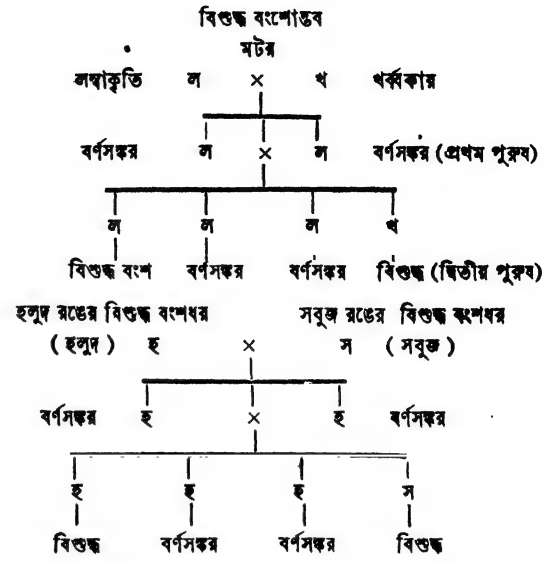 বিশুদ্ধ বংশোদ্ভব
মটর
লম্বাকৃতি ল × খ খর্ব্বকায়
বর্ণসঙ্কর ল × ল বর্ণসঙ্কর (প্রথম পুরুষ)
ল ল ল খ
বিশুদ্ধ বংশ বর্ণসঙ্কর বর্ণসঙ্কর বিশুদ্ধ (দ্বিতীয় পুরুষ)
হলুদ রঙের বিশুদ্ধ বংশধর সবুজ রঙের বিশুদ্ধ বংশধর
( হলুদ ) হ × স ( সবুজ )
বর্ণসঙ্কর হ × হ বর্ণসঙ্কর
হ হ হ স
বিশুদ্ধ বর্ণসঙ্কর বর্ণসঙ্কর বিশুদ্ধ